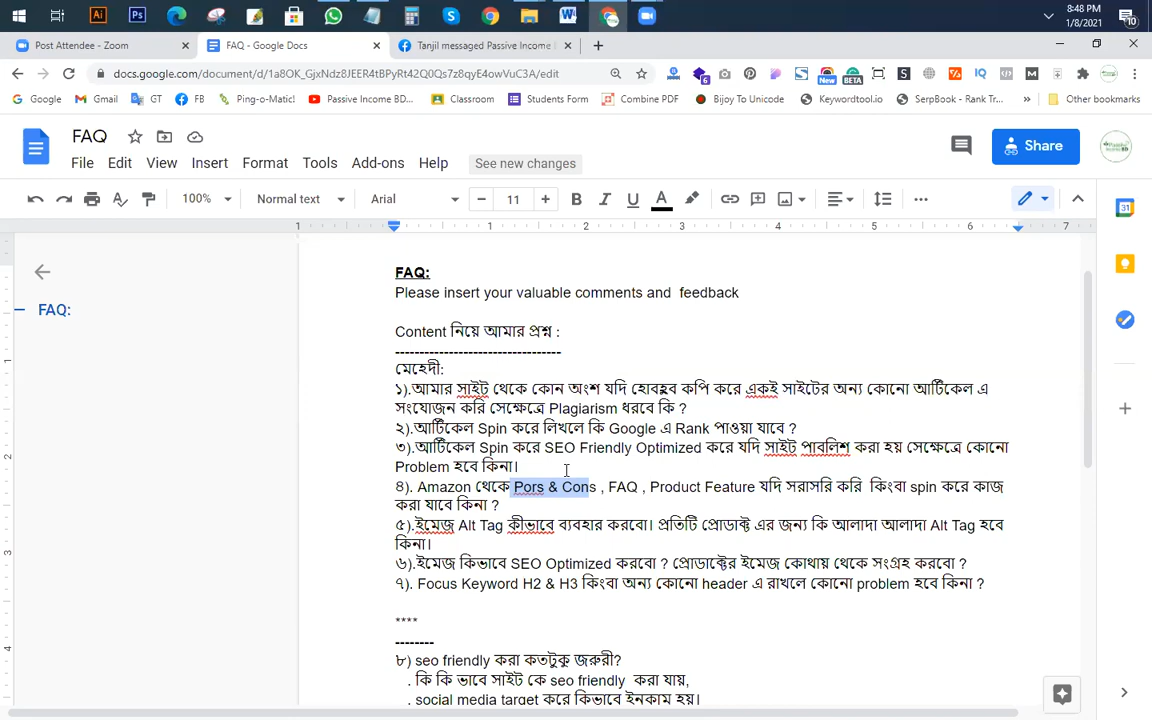 8:48 PM
1/8/2021
10
Post Attendee - Zoom
FAQ - Google Docs
Tanjil messaged Passive Income
docs.google.com/document/d/1a8OK_GjxNdz8JEER4tBPyRt42Q0Qs7z8qyE4owVuC3A/edit
Google
Gmail
GT
FB
Ping-o-Matic!
Passive Income BD...
Classroom
Students Form
Combine PDF
Bijoy To Unicode
Keywordtool.io
SerpBook - Rank Tr...
Other bookmarks
FAQ
File Edit View Insert Format Tools Add-ons Help See new changes
Share
100% Normal text Arial 11
FAQ:
FAQ:
Please insert your valuable comments and feedback
Content নিয়ে আমার প্রশ্ন :
----------------------------------
মেহেদী:
১).আমার সাইট থেকে কোন অংশ যদি হোবহুব কপি করে একই সাইটের অন্য কোনো আর্টিকেল এ
সংযোজন করি সেক্ষেত্রে Plagiarism ধরবে কি ?
২).আর্টিকেল Spin করে লিখলে কি Google এ Rank পাওয়া যাবে ?
৩).আর্টিকেল Spin করে SEO Friendly Optimized করে যদি সাইট পাবলিশ করা হয় সেক্ষেত্রে কোনো
Problem হবে কিনা।
৪). Amazon থেকে Pors & Cons , FAQ , Product Feature যদি সরাসরি করি কিংবা spin করে কাজ
করা যাবে কিনা ?
৫).ইমেজ Alt Tag কীভাবে ব্যবহার করবো। প্রতিটি প্রোডাক্ট এর জন্য কি আলাদা আলাদা Alt Tag হবে
কিনা।
৬).ইমেজ কিভাবে SEO Optimized করবো ? প্রোডাক্টের ইমেজ কোথায় থেকে সংগ্রহ করবো ?
৭). Focus Keyword H2 & H3 কিংবা অন্য কোনো header এ রাখলে কোনো problem হবে কিনা ?
****
--------
৮) seo friendly করা কতটুকু জরুরী?
. কি কি ভাবে সাইট কে seo friendly করা যায়,
. social media target করে কিভাবে ইনকাম হয়।